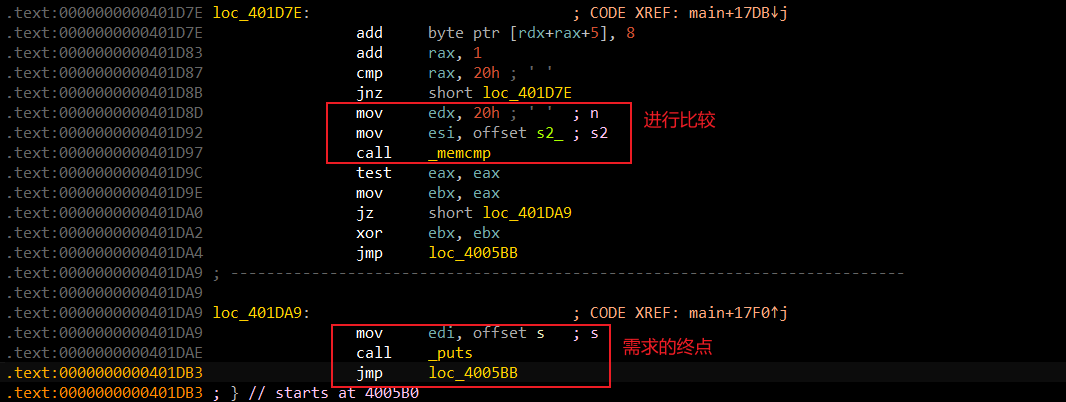 .text:0000000000401D7E loc_401D7E: ; CODE XREF: main+17DB↓j
.text:0000000000401D7E add byte ptr [rdx+rax+5], 8
.text:0000000000401D83 add rax, 1
.text:0000000000401D87 cmp rax, 20h ; ' '
.text:0000000000401D8B jnz short loc_401D7E
.text:0000000000401D8D mov edx, 20h ; ' ' ; n
进行比较
.text:0000000000401D92 mov esi, offset s2_ ; s2
.text:0000000000401D97 call _memcmp
.text:0000000000401D9C test eax, eax
.text:0000000000401D9E mov ebx, eax
.text:0000000000401DA0 jz short loc_401DA9
.text:0000000000401DA2 xor ebx, ebx
.text:0000000000401DA4 jmp loc_4005BB
.text:0000000000401DA9 ; ---------------------------------------------------------------------------
.text:0000000000401DA9
.text:0000000000401DA9 loc_401DA9: ; CODE XREF: main+17F0↑j
.text:0000000000401DA9 mov edi, offset s ; s
需求的终点
.text:0000000000401DAE call _puts
.text:0000000000401DB3 jmp loc_4005BB
.text:0000000000401DB3 ; } // starts at 4005B0